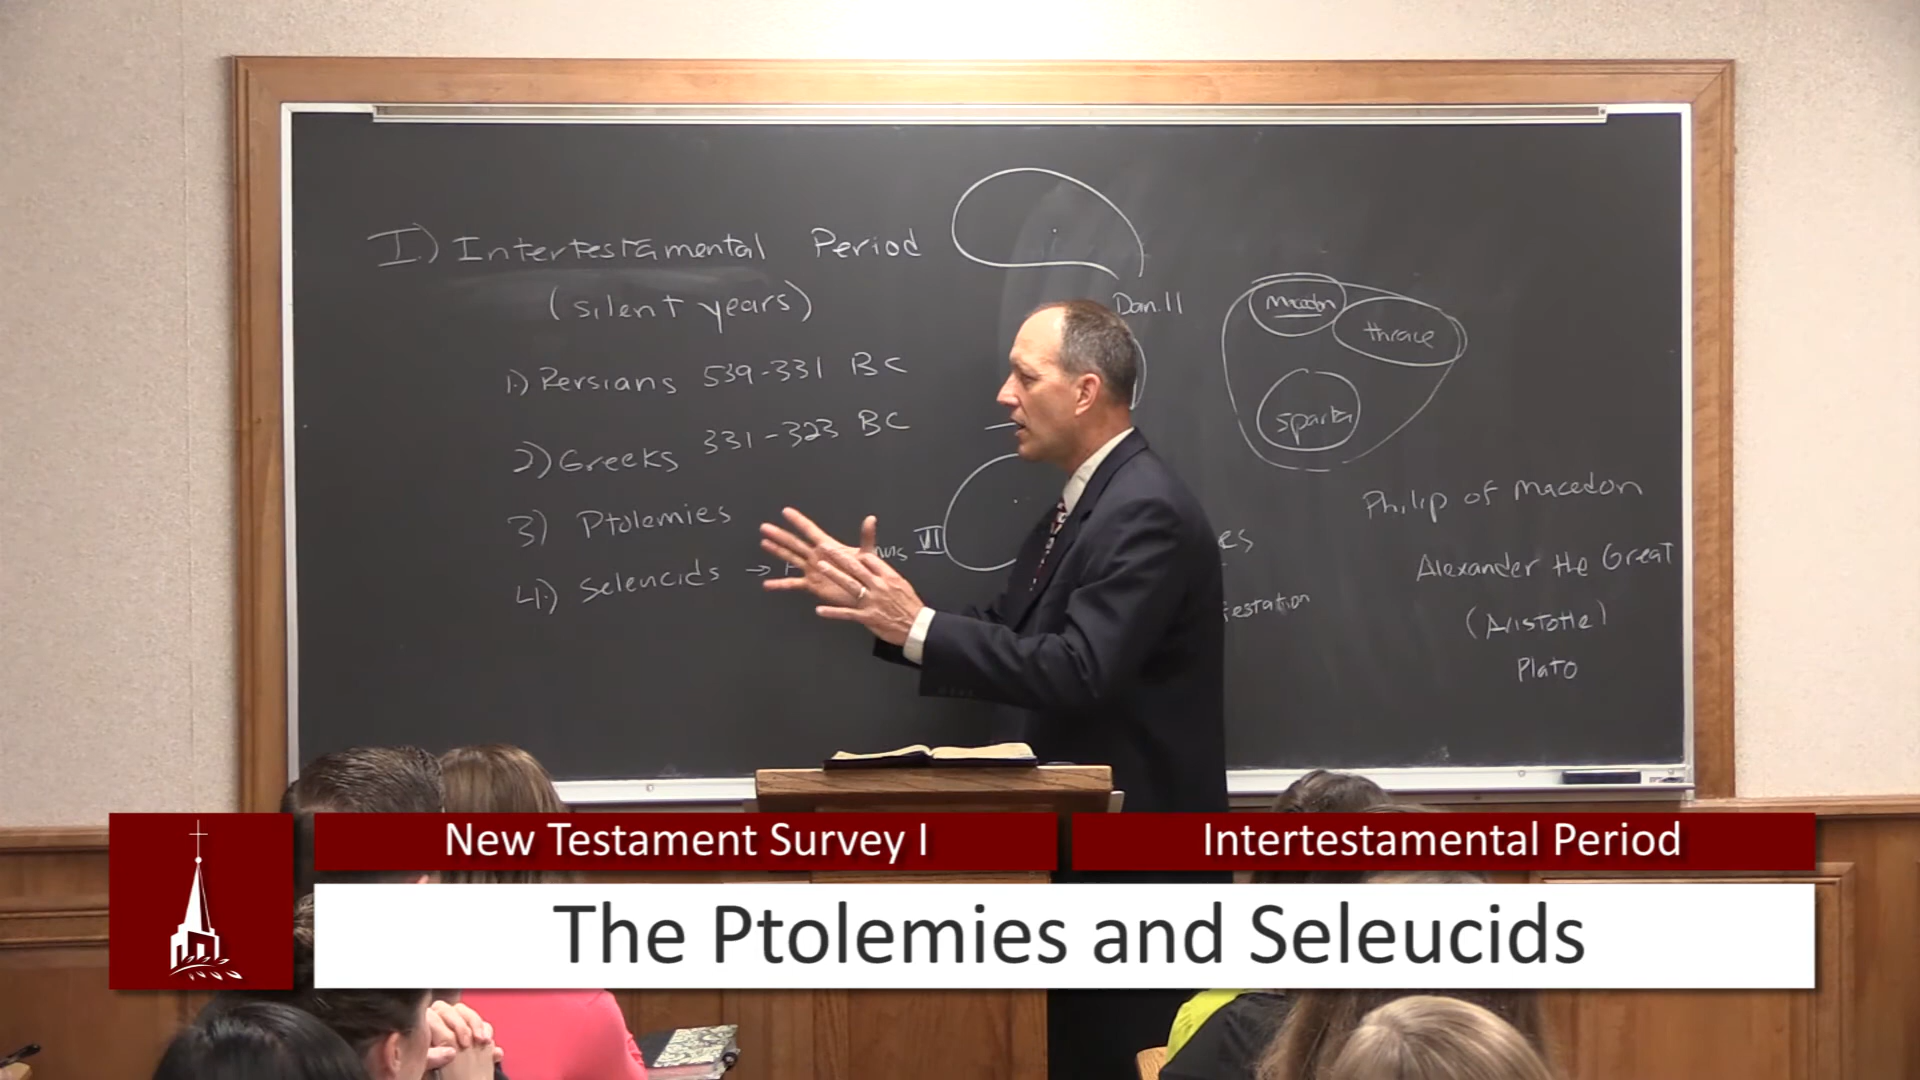 I.) Intertestamental Period
(silent years)
1.) Persians 539-331 BC
2) Greeks 331-323 BC
3) Ptolemies
4.) Seleucids →
VII
Dan. 11
macedon
thrace
sparta
Philip of Macedon
Alexander the Great
(Aristotle)
Plato
New Testament Survey I
Intertestamental Period
The Ptolemies and Seleucids